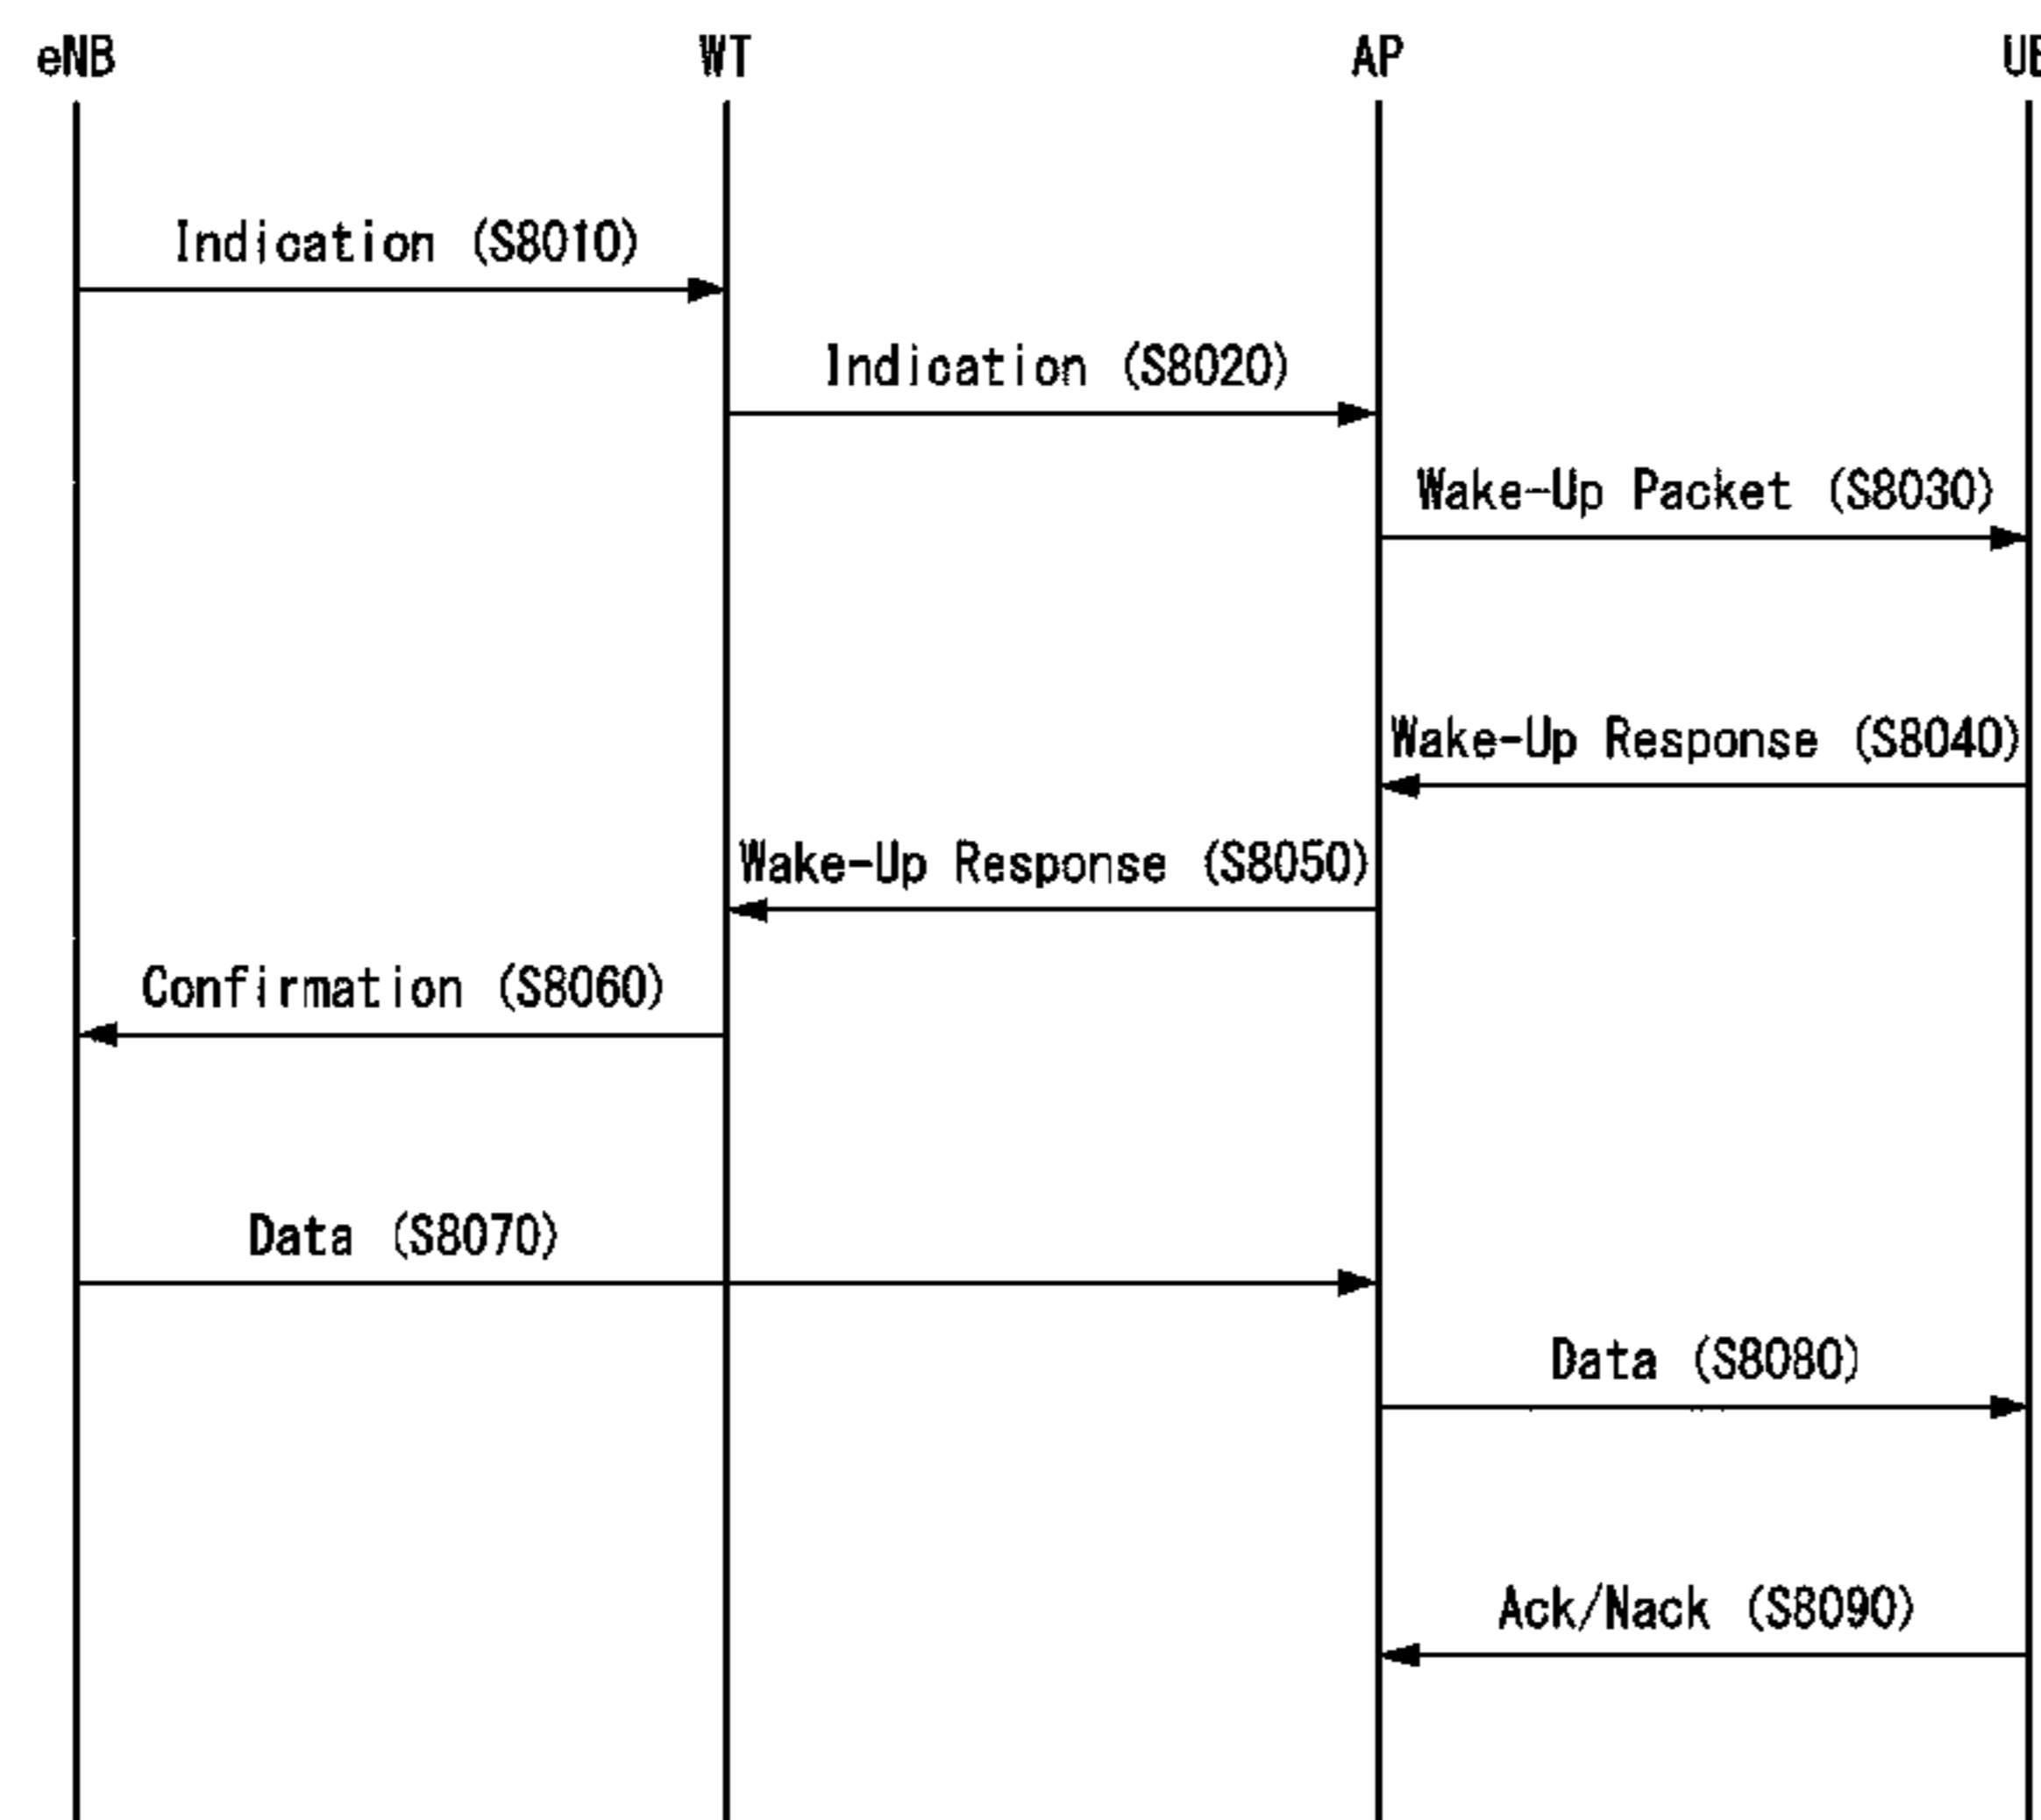 eNB WT AP UE
Indication (S8010)
Indication (S8020)
Wake-Up Packet (S8030)
Wake-Up Response (S8040)
Wake-Up Response (S8050)
Confirmation (S8060)
Data (S8070)
Data (S8080)
Ack/Nack (S8090)